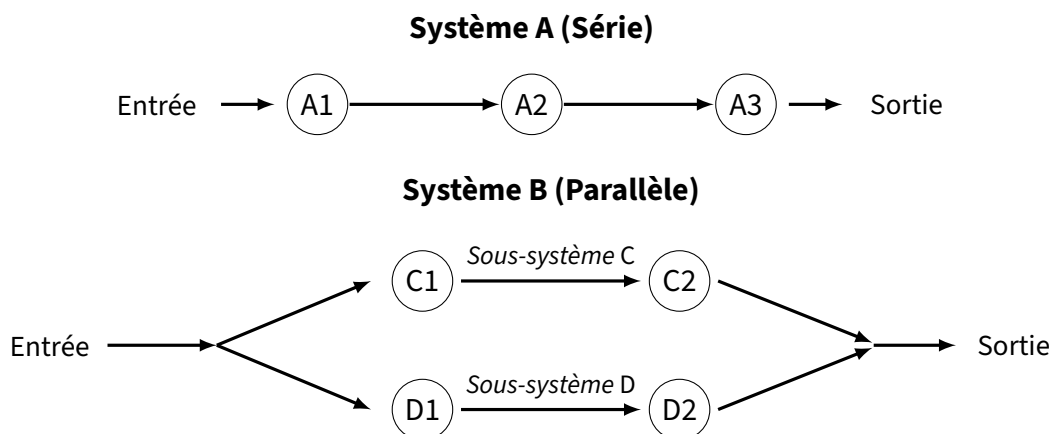 Système A (Série)
Entrée A1 A2 A3 Sortie
Système B (Parallèle)
Sous-système C
C1 C2
Entrée Sortie
Sous-système D
D1 D2